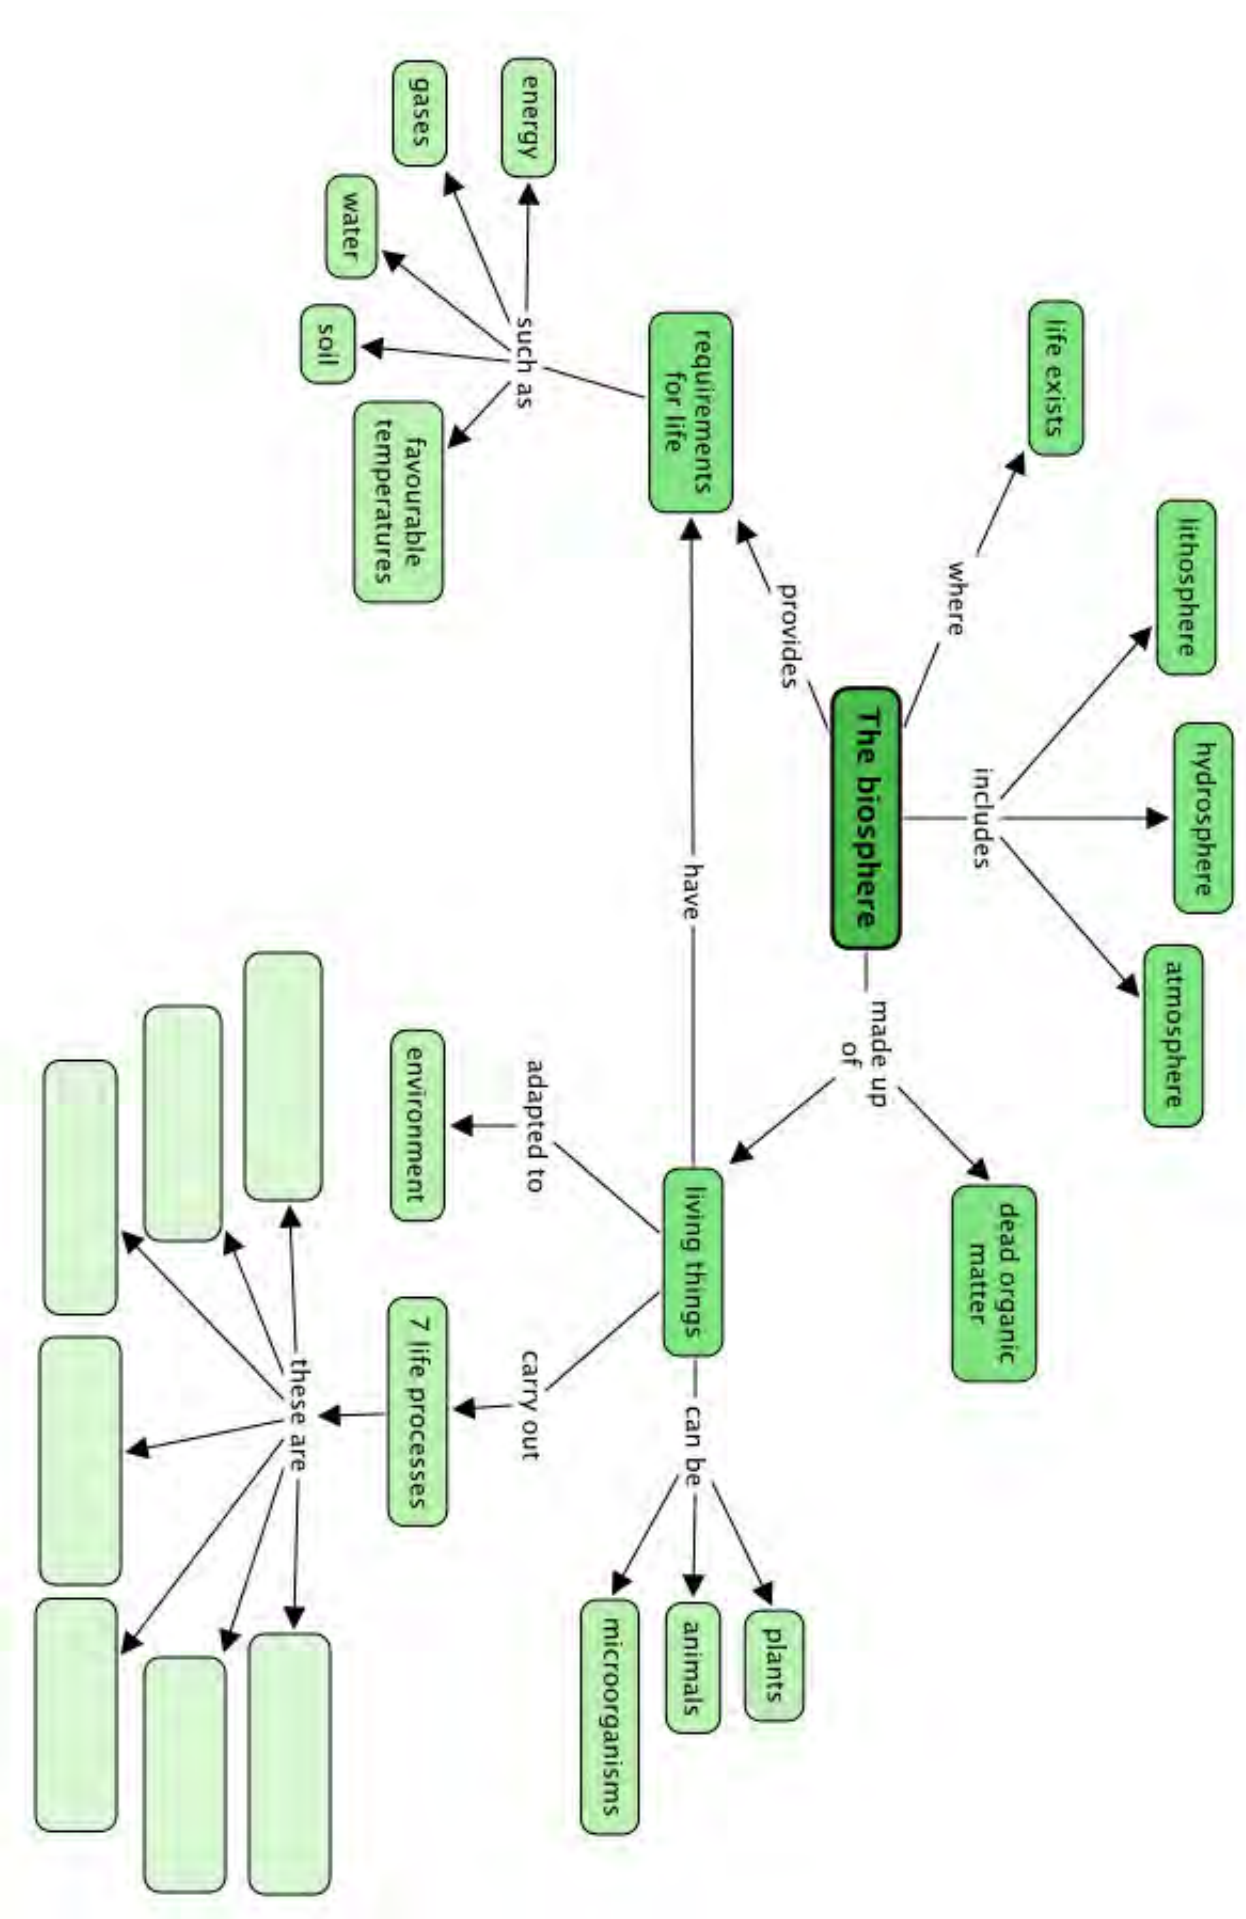 lithosphere
hydrosphere
atmosphere
life exists
where
includes
The biosphere
made up
of
dead organic
matter
provides
requirements
for life
have
living things
can be
plants
animals
microorganisms
such as
energy
gases
water
soil
favourable
temperatures
adapted to
environment
carry out
7 life processes
these are